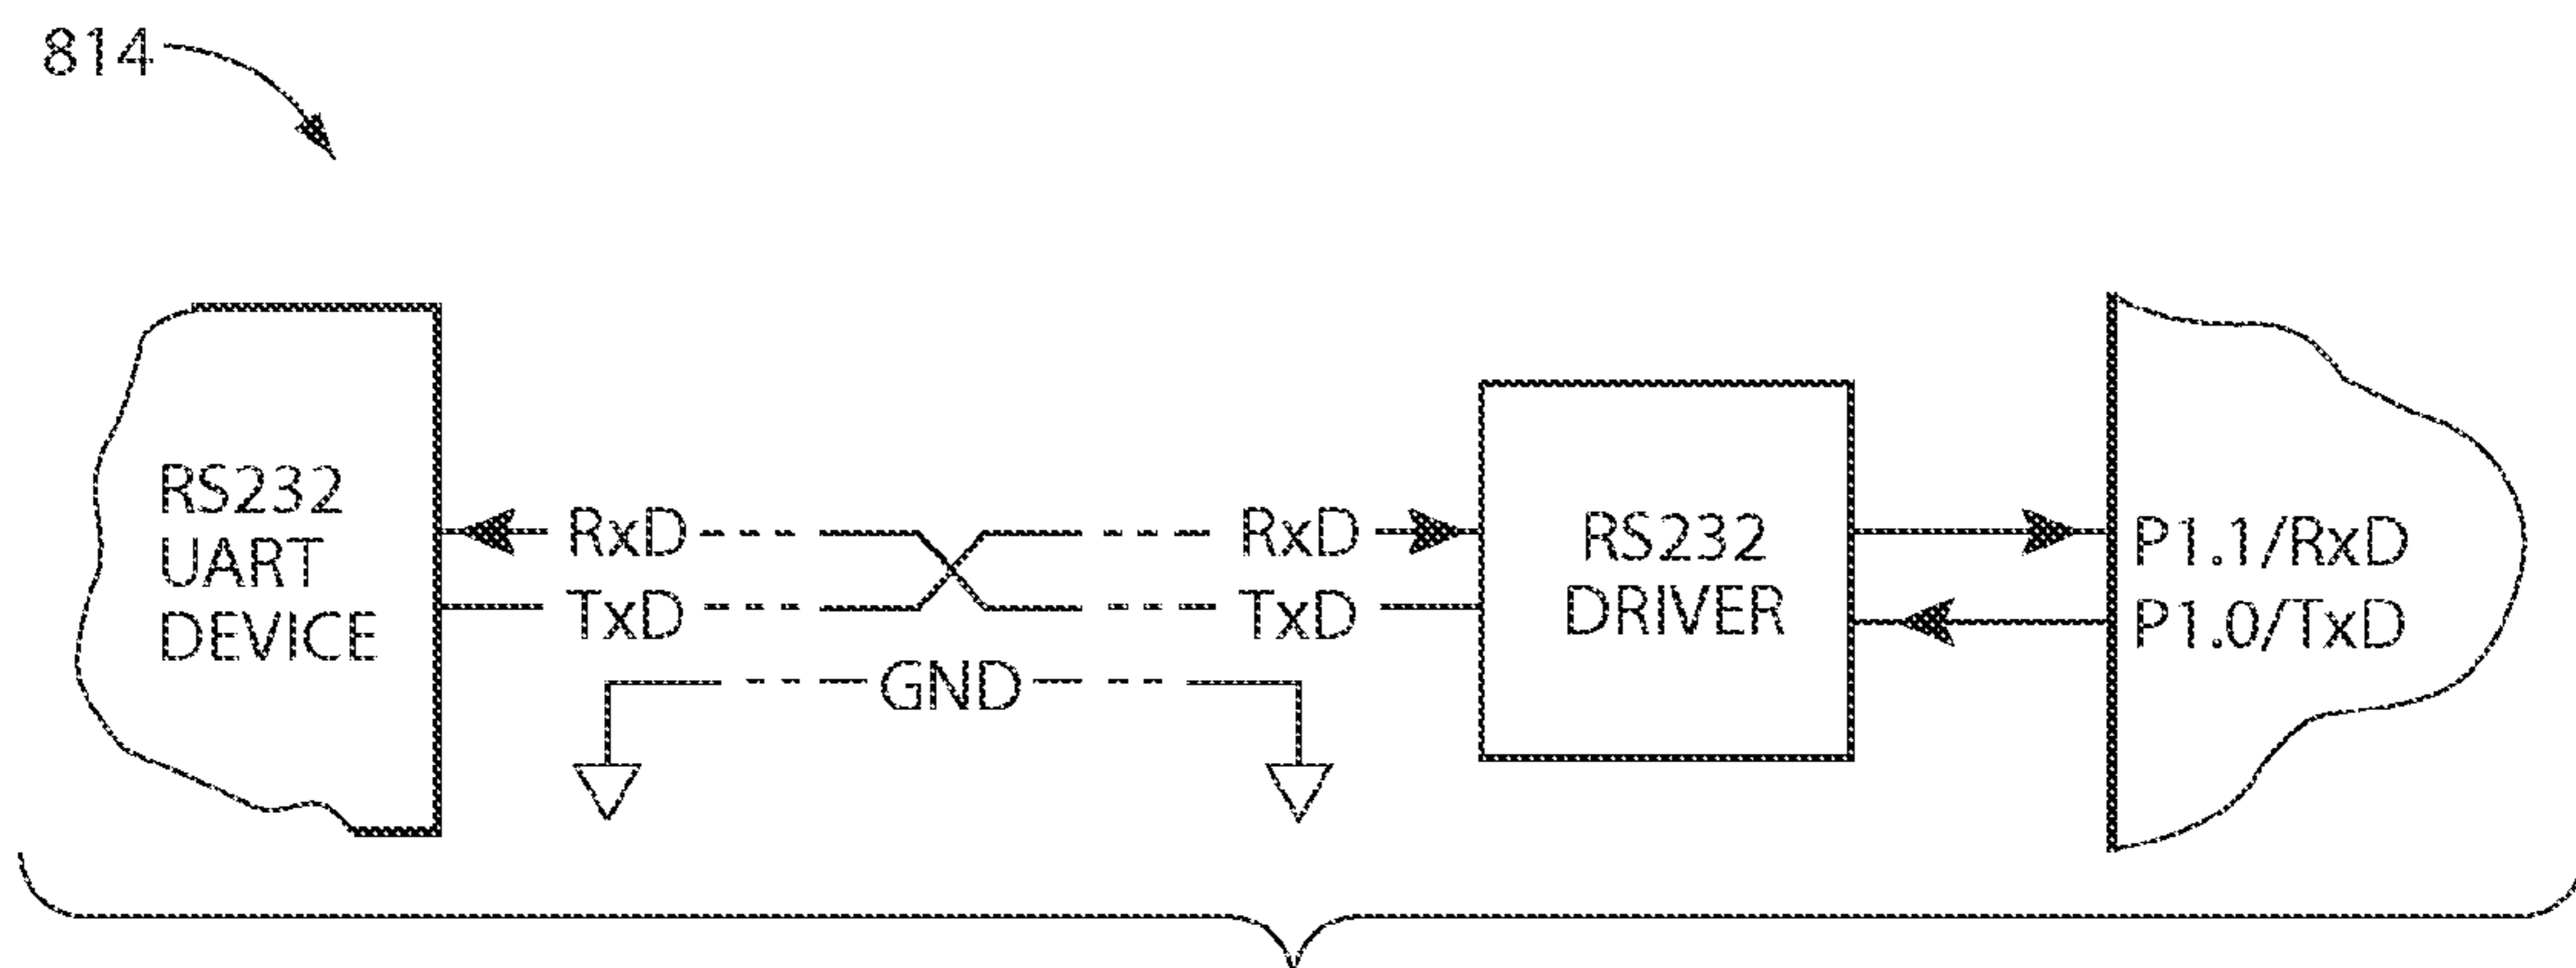 814
RS232
UART
DEVICE
RxD
TxD
GND
RxD
TxD
RS232
DRIVER
P1.1/RxD
P1.0/TxD